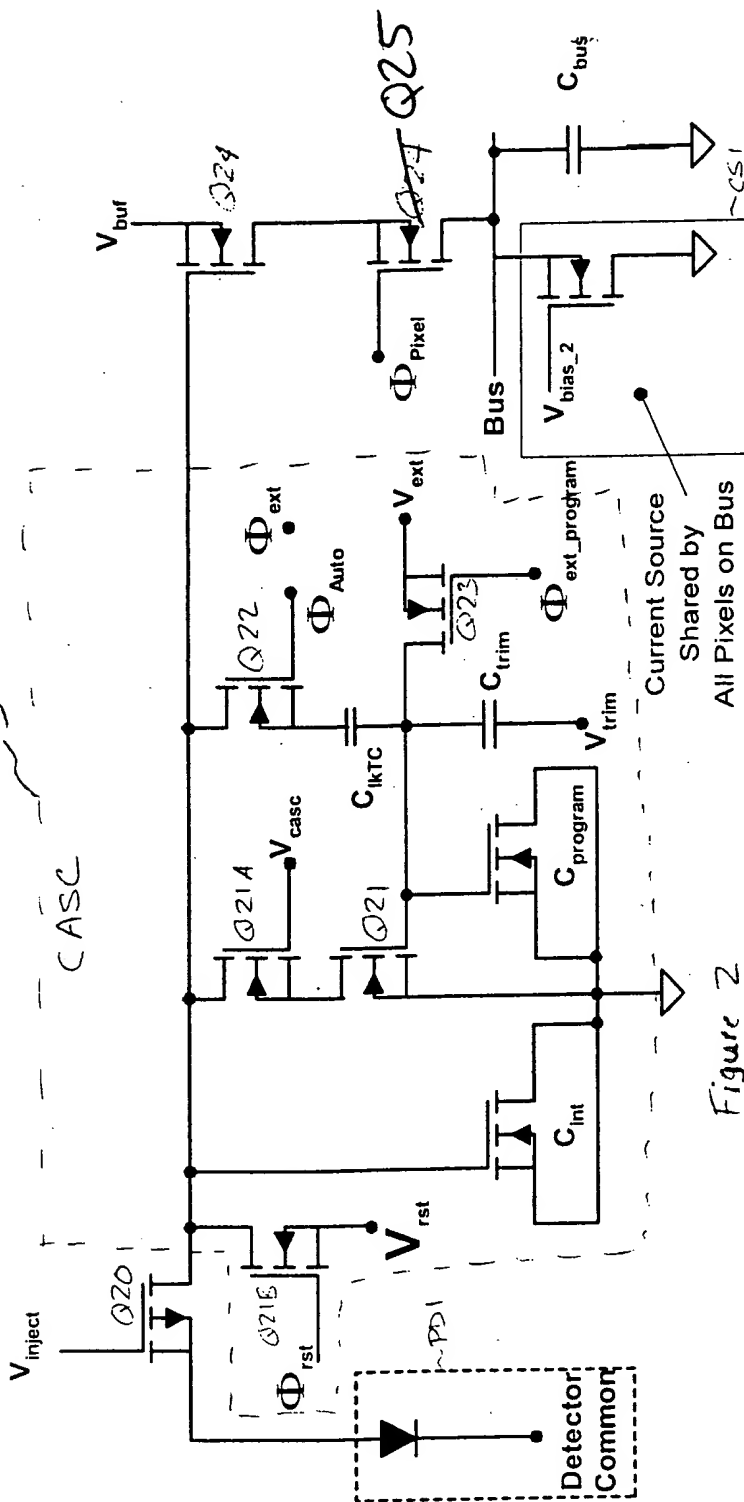 CASC
V_inject
Q20
Φ_rst
Q21B
V_rst
~PD1
Detector
Common
C_int
Q21A
V_casc
Q21
C_program
Q22
Φ_Auto
Φ_ext
C_lkTC
V_ext
Q23
Φ_ext_program
C_trim
V_trim
V_buf
Q24
Q24
Q25
Φ_Pixel
Bus
C_bus
V_bias_2
~CS1
Current Source
Shared by
All Pixels on Bus
Figure 2